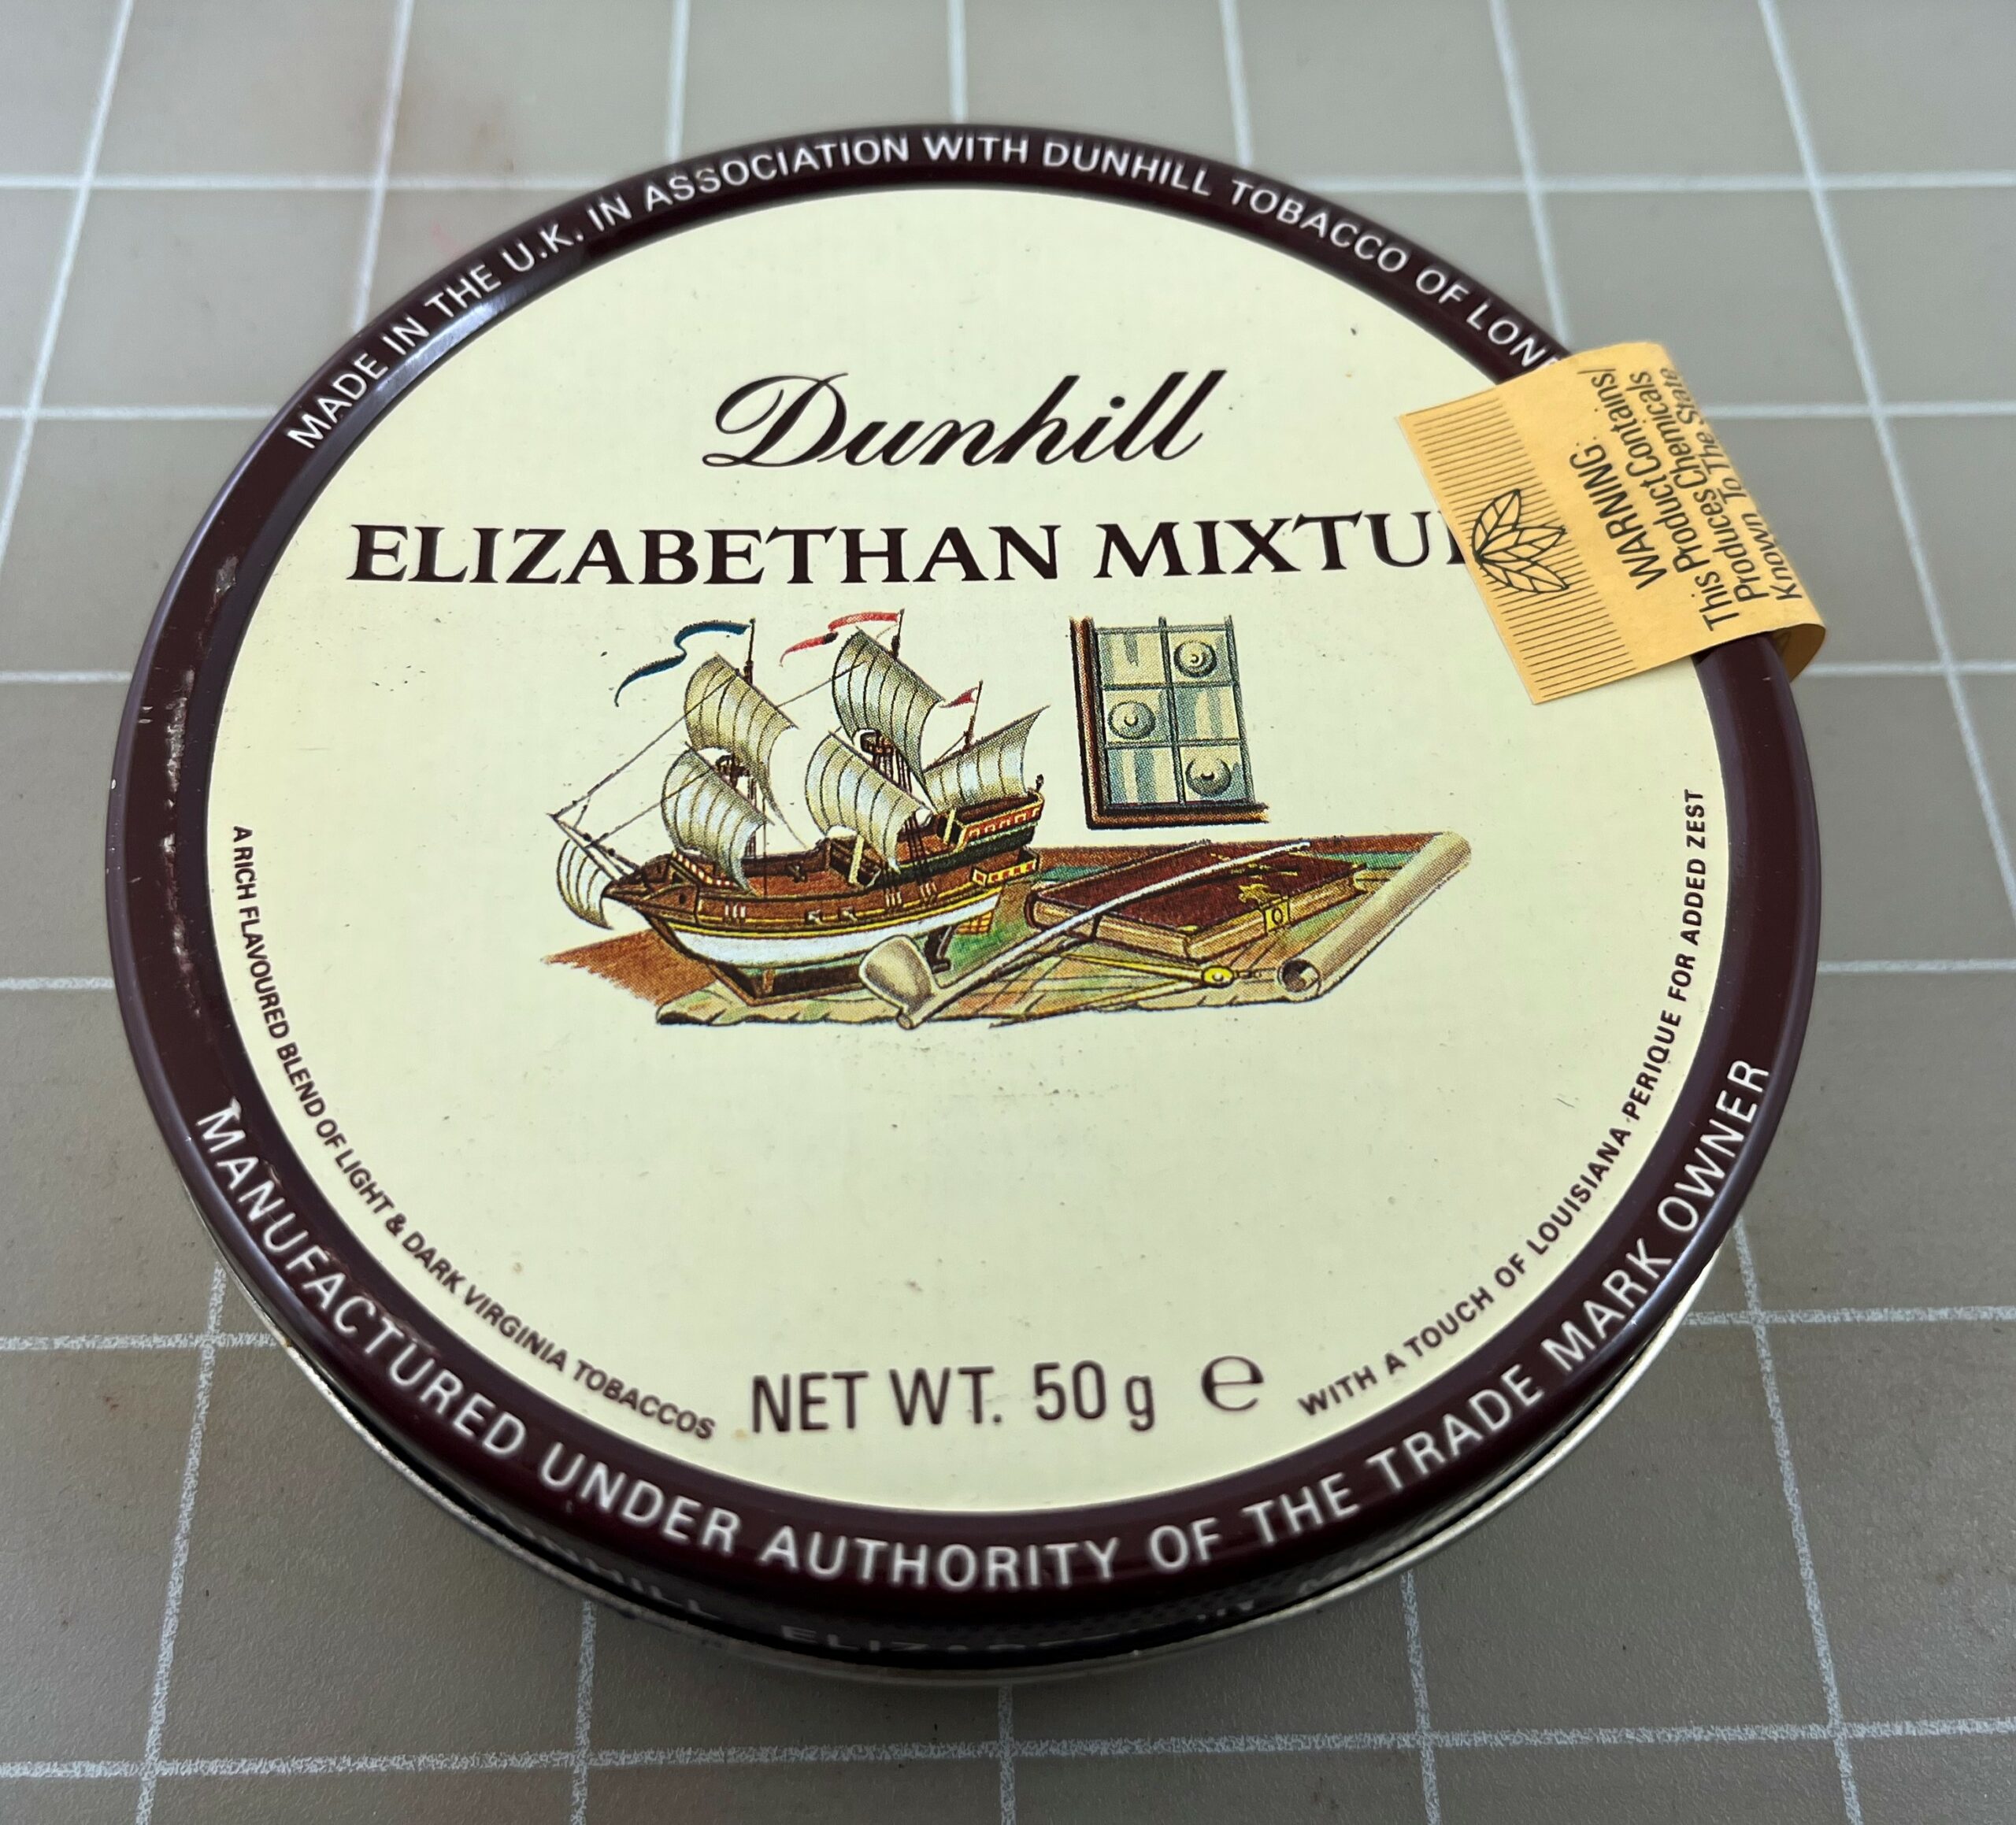 MADE IN THE U.K. IN ASSOCIATION WITH DUNHILL TOBACCO OF LON
Dunhill
ELIZABETHAN MIXTU
WARNING:
This Product Contains/
Produces Chemicals
Known To The State
A RICH FLAVOURED BLEND OF LIGHT & DARK VIRGINIA TOBACCOS
NET WT. 50g ℮
WITH A TOUCH OF LOUISIANA PERIQUE FOR ADDED ZEST
MANUFACTURED UNDER AUTHORITY OF THE TRADE MARK OWNER